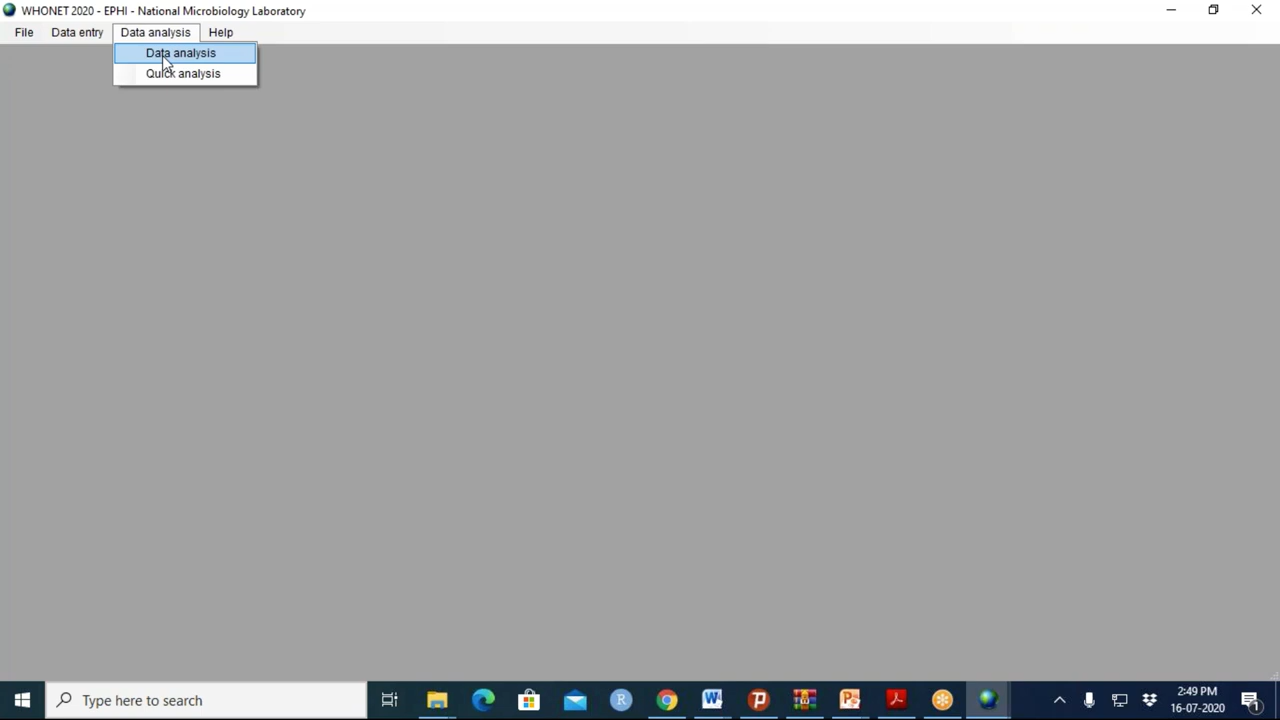 WHONET 2020 - EPHI - National Microbiology Laboratory
File Data entry Data analysis Help
Data analysis
Quick analysis
Type here to search
2:49 PM
16-07-2020